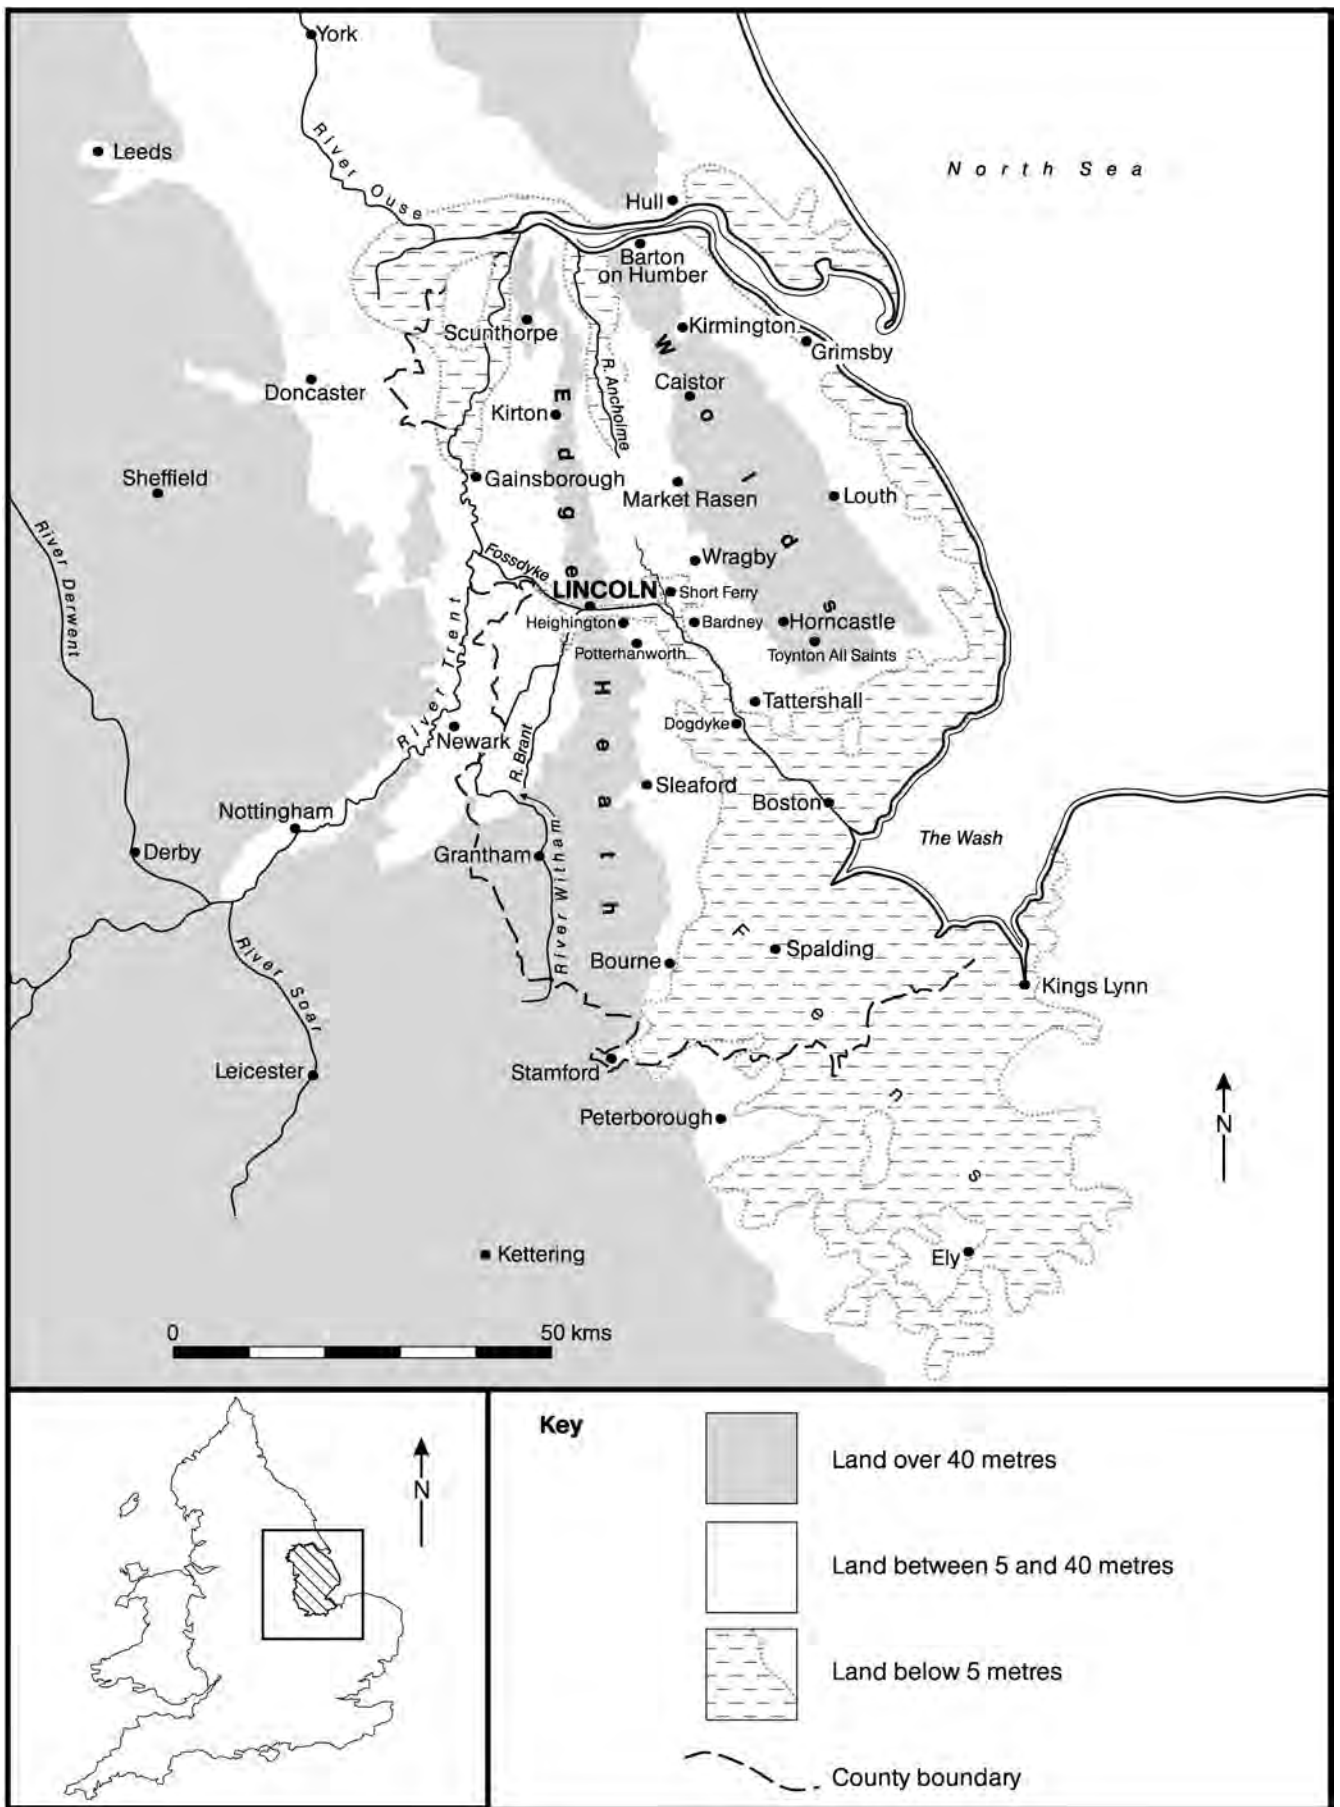 York
Leeds
River Ouse
North Sea
Hull
Barton
on Humber
Scunthorpe
Kirmington
Grimsby
R. Ancholme
Wolds
Caistor
Doncaster
Kirton
Edge
Sheffield
Gainsborough
Market Rasen
Louth
River Derwent
Fossdyke
Wragby
LINCOLN
Short Ferry
Heighington
Bardney
Horncastle
Potterhanworth
Toynton All Saints
River Trent
Heath
Tattershall
Newark
R. Brant
Dogdyke
Sleaford
Boston
Nottingham
The Wash
Derby
Grantham
River Witham
Fens
Spalding
Bourne
Kings Lynn
River Soar
Leicester
Stamford
Peterborough
N
Kettering
Ely
0 50 kms
N
Key
Land over 40 metres
Land between 5 and 40 metres
Land below 5 metres
County boundary